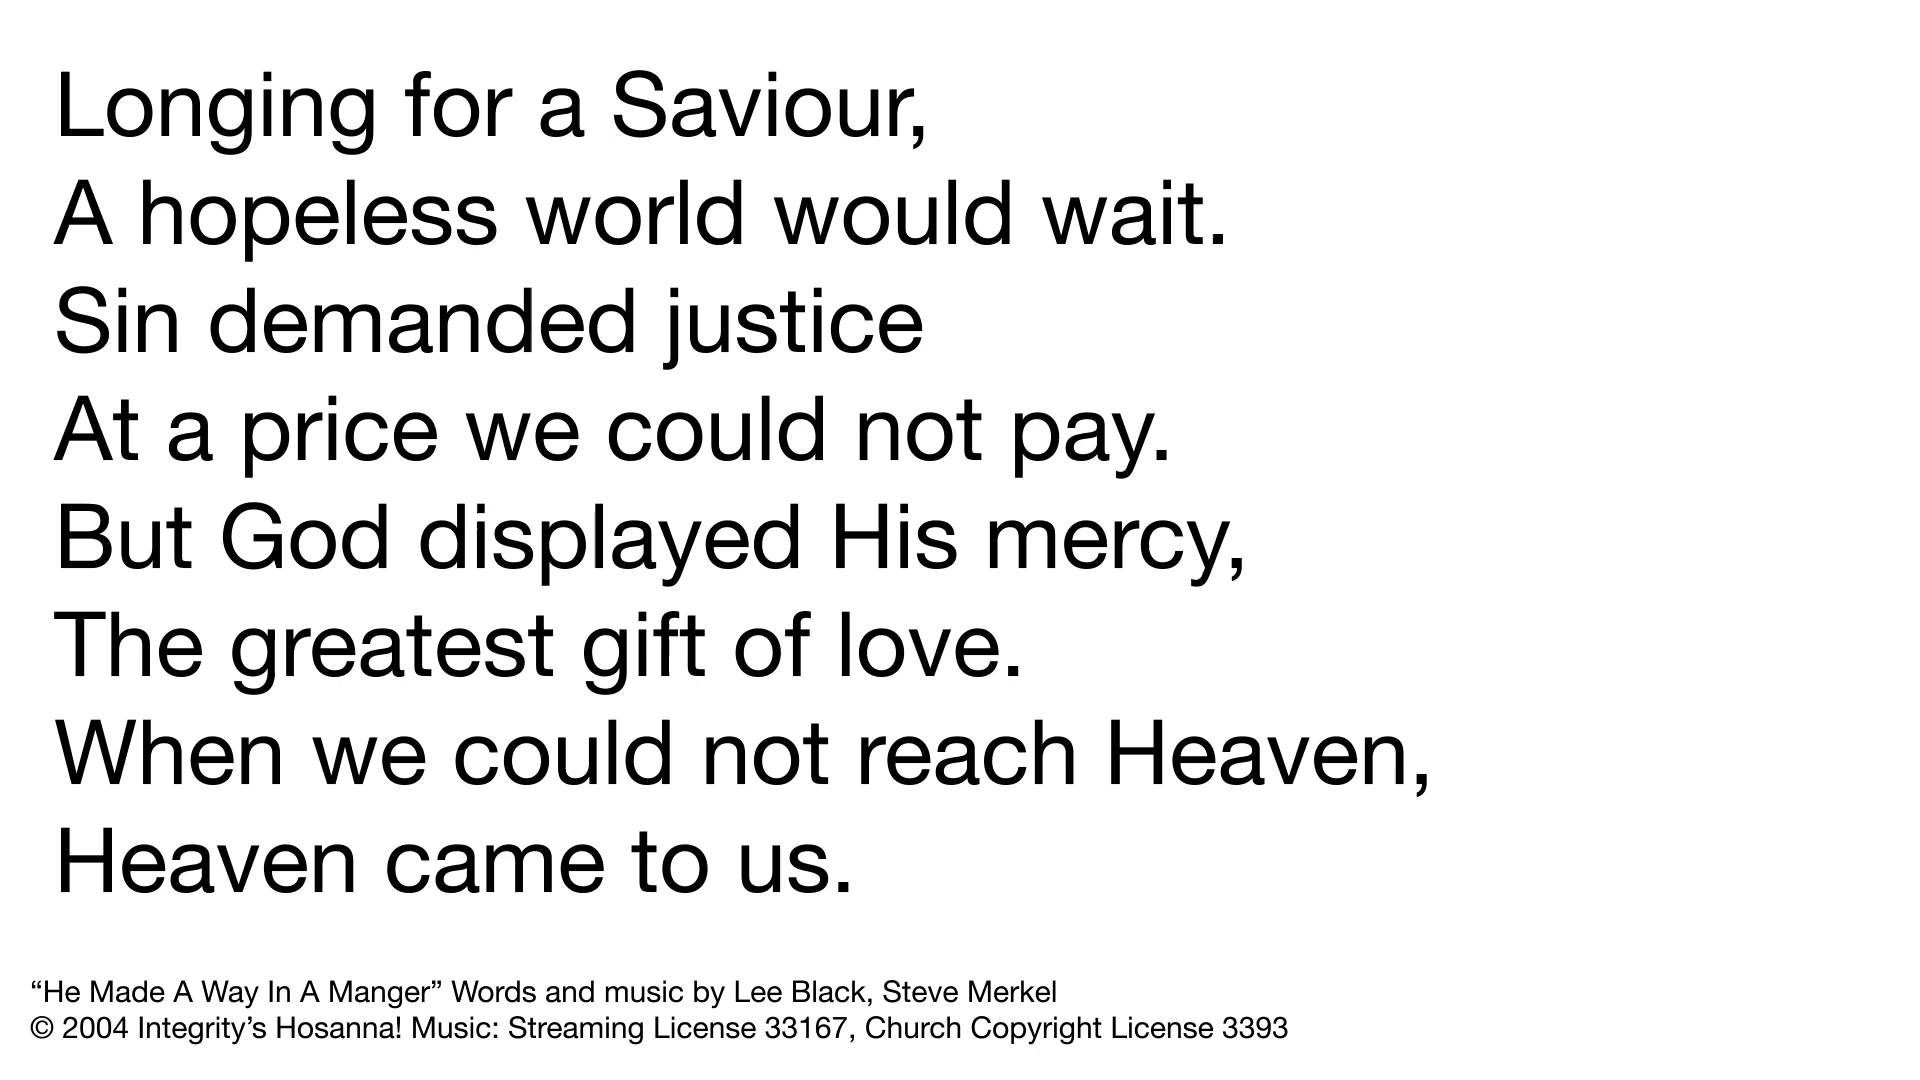 Longing for a Saviour,
A hopeless world would wait.
Sin demanded justice
At a price we could not pay.
But God displayed His mercy,
The greatest gift of love.
When we could not reach Heaven,
Heaven came to us.
“He Made A Way In A Manger” Words and music by Lee Black, Steve Merkel
© 2004 Integrity’s Hosanna! Music: Streaming License 33167, Church Copyright License 3393